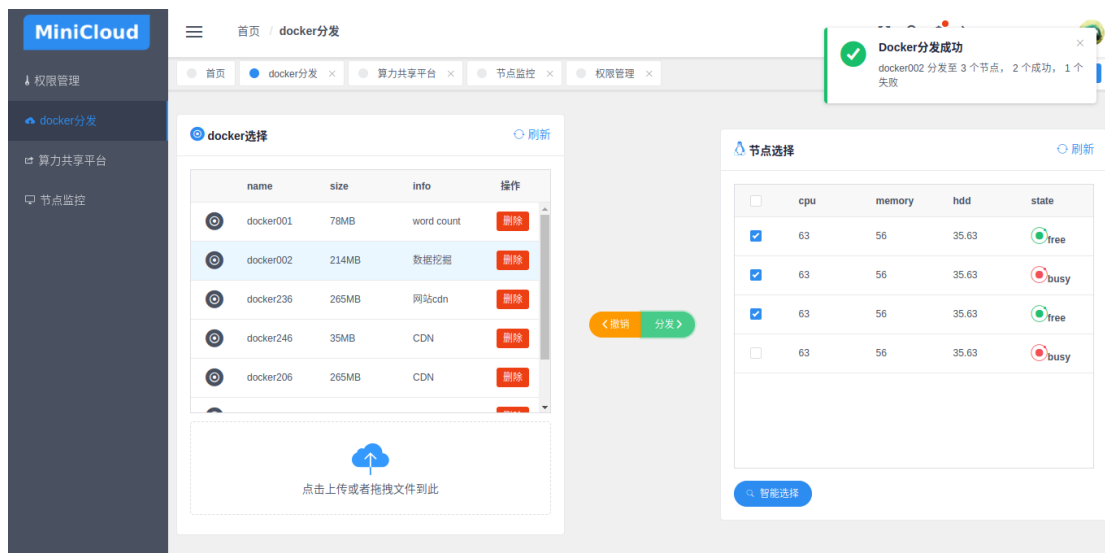 MiniCloud
首页 / docker分发
Docker分发成功
docker002 分发至 3 个节点， 2 个成功， 1 个
失败
权限管理
docker分发
算力共享平台
节点监控
首页 docker分发 算力共享平台 节点监控 权限管理
docker选择 刷新
name size info 操作
docker001 78MB word count 删除
docker002 214MB 数据挖掘 删除
docker236 265MB 网站cdn 删除
docker246 35MB CDN 删除
docker206 265MB CDN 删除
点击上传或者拖拽文件到此
撤销 分发
节点选择 刷新
cpu memory hdd state
63 56 35.63 free
63 56 35.63 busy
63 56 35.63 free
63 56 35.63 busy
智能选择